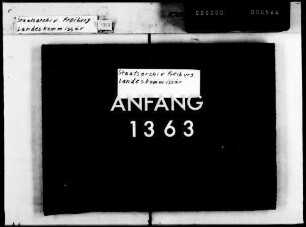 Staatsarchiv Freiburg
Landeskommissär
Staatsarchiv Freiburg
Landeskommissär
ANFANG
1363